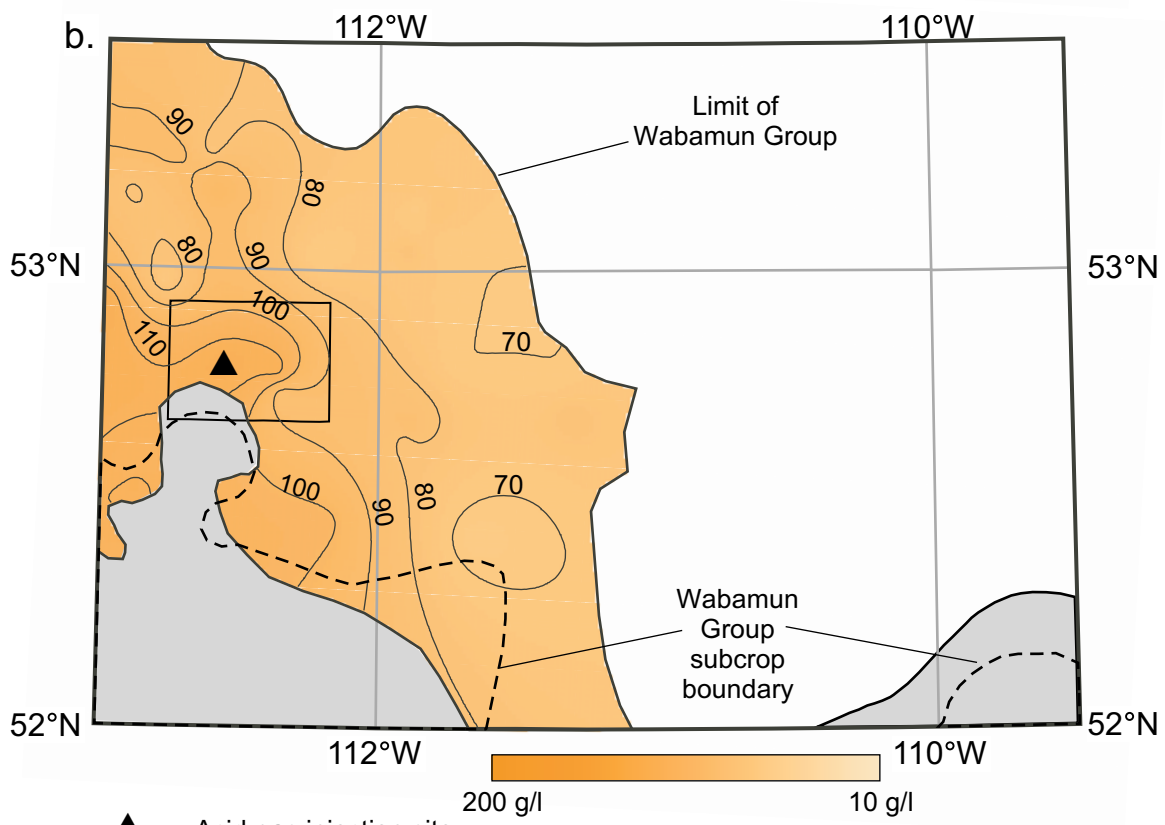 b.
112°W
110°W
90
Limit of
Wabamun Group
80
80
90
53°N
53°N
100
110
70
100
90
80
70
Wabamun
Group
subcrop
boundary
52°N
52°N
112°W
110°W
200 g/l
10 g/l